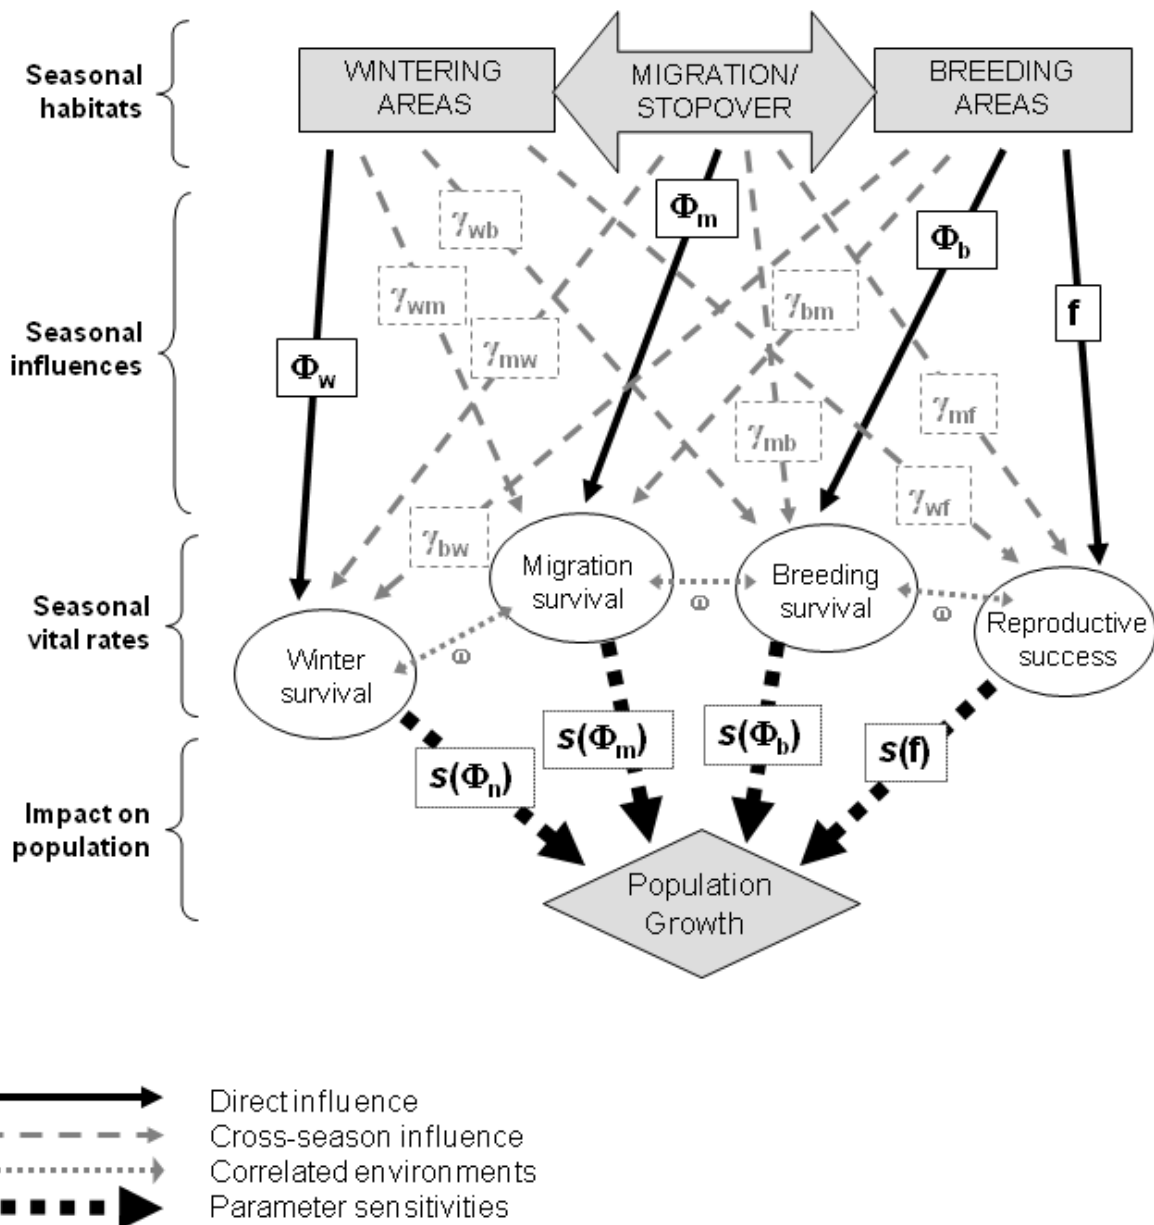 Seasonal
habitats
WINTERING
AREAS
MIGRATION/
STOPOVER
BREEDING
AREAS
Seasonal
influences
Φm
γwb
Φb
γwm
γbm
f
γmw
Φw
γmf
γmb
γwf
γbw
Seasonal
vital rates
Migration
survival
Breeding
survival
Reproductive
success
Winter
survival
ω
ω
ω
s(Φm)
s(Φb)
s(f)
s(Φn)
Impact on
population
Population
Growth
Direct influence
Cross-season influence
Correlated environments
Parameter sensitivities